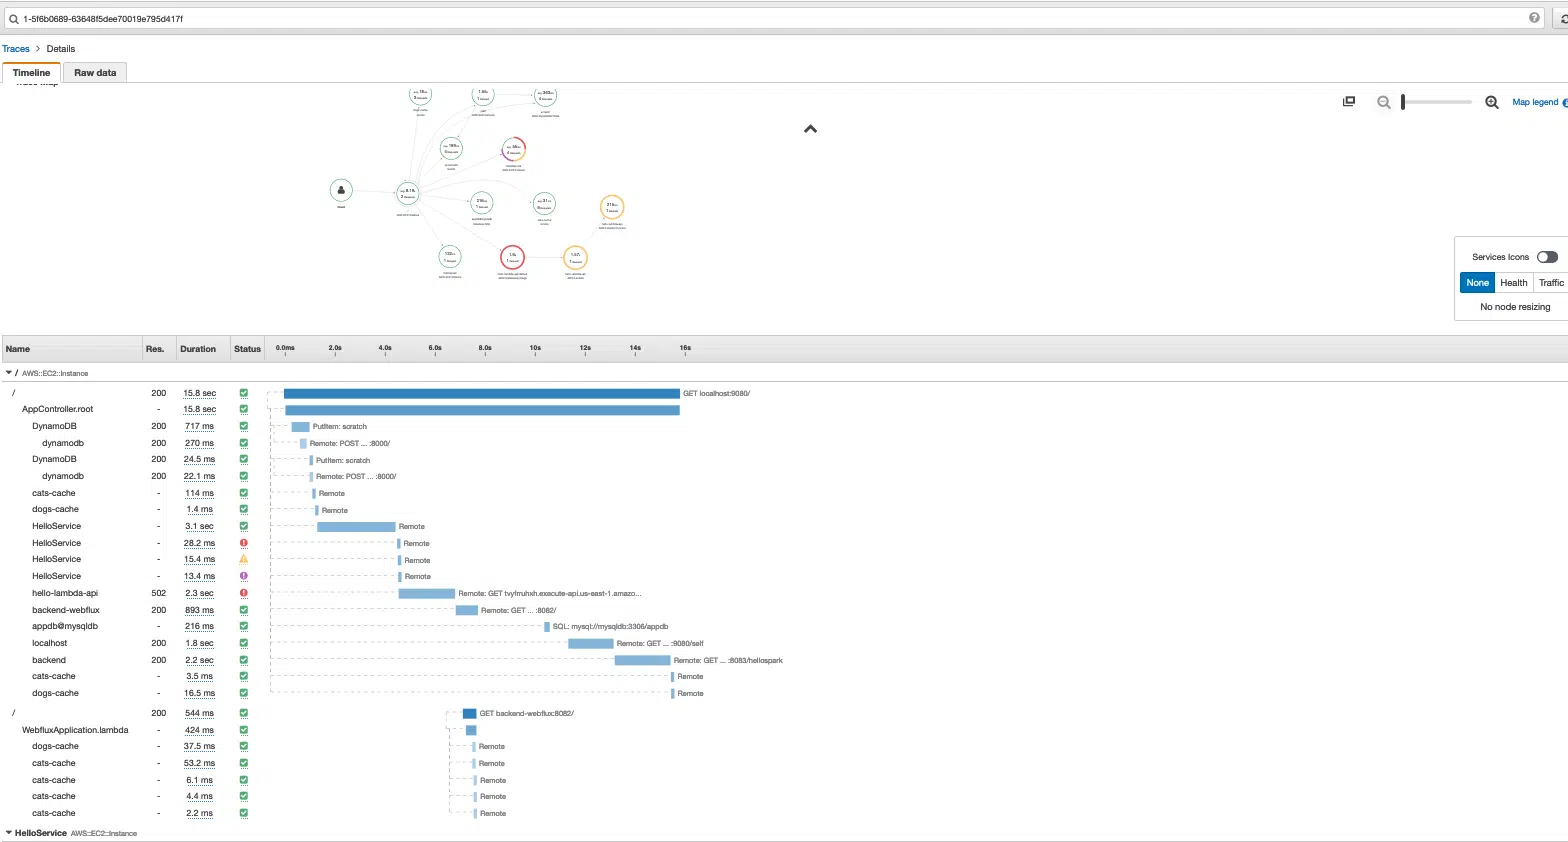 1-5f6b0689-63648f5dee70019e795d417f
Traces > Details
Timeline Raw data
Map legend
Services Icons
None Health Traffic
No node resizing
Name Res. Duration Status 0.0ms 2.0s 4.0s 6.0s 8.0s 10s 12s 14s 16s
/ AWS::EC2::Instance
/ 200 15.8 sec GET localhost:9080/
AppController.root - 15.8 sec
DynamoDB 200 717 ms PutItem: scratch
dynamodb 200 270 ms Remote: POST ... :8000/
DynamoDB 200 24.5 ms PutItem: scratch
dynamodb 200 22.1 ms Remote: POST ... :8000/
cats-cache - 114 ms Remote
dogs-cache - 1.4 ms Remote
HelloService - 3.1 sec Remote
HelloService - 28.2 ms Remote
HelloService - 15.4 ms Remote
HelloService - 13.4 ms Remote
hello-lambda-api 502 2.3 sec Remote: GET
backend-webflux 200 893 ms Remote: GET ... :8082/
appdb@mysqldb - 216 ms SQL: mysql://mysqldb:3306/appdb
localhost 200 1.8 sec Remote: GET ... :9080/self
backend 200 2.2 sec Remote: GET ... :8083/hellospark
cats-cache - 3.5 ms Remote
dogs-cache - 16.5 ms Remote
/ 200 544 ms GET backend-webflux:8082/
WebfluxApplication.lambda - 424 ms
dogs-cache - 37.5 ms Remote
cats-cache - 53.2 ms Remote
cats-cache - 6.1 ms Remote
cats-cache - 4.4 ms Remote
cats-cache - 2.2 ms Remote
HelloService AWS::EC2::Instance